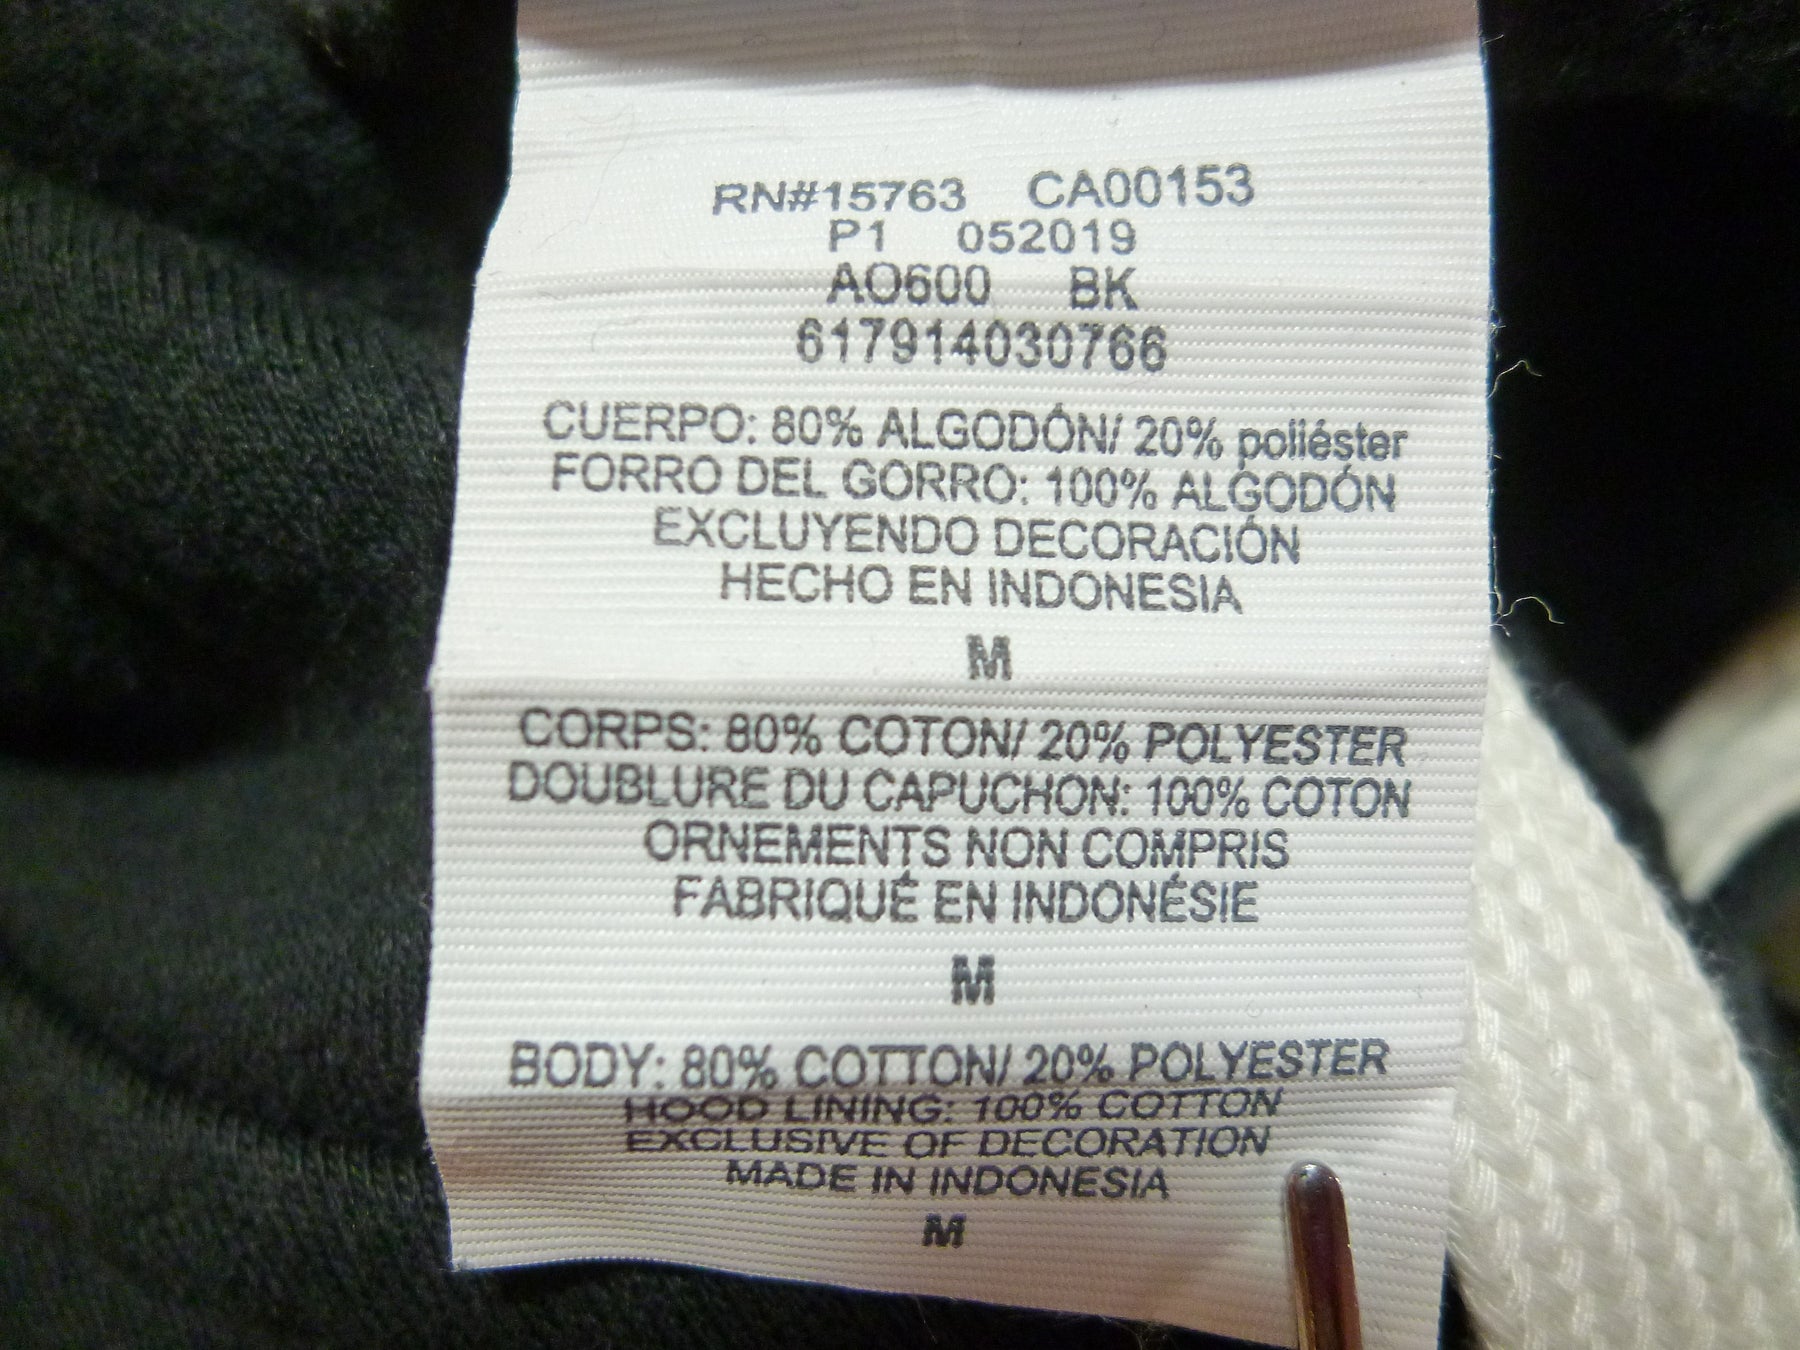 RN#15763 CA00153
P1 052019
AO600 BK
617914030766
CUERPO: 80% ALGODÓN/ 20% poliéster
FORRO DEL GORRO: 100% ALGODÓN
EXCLUYENDO DECORACIÓN
HECHO EN INDONESIA
M
CORPS: 80% COTON/ 20% POLYESTER
DOUBLURE DU CAPUCHON: 100% COTON
ORNEMENTS NON COMPRIS
FABRIQUÉ EN INDONÉSIE
M
BODY: 80% COTTON/ 20% POLYESTER
HOOD LINING: 100% COTTON
EXCLUSIVE OF DECORATION
MADE IN INDONESIA
M